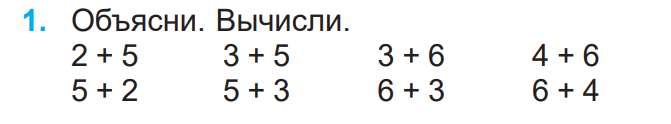 1. Объясни. Вычисли.
2 + 5 3 + 5 3 + 6 4 + 6
5 + 2 5 + 3 6 + 3 6 + 4